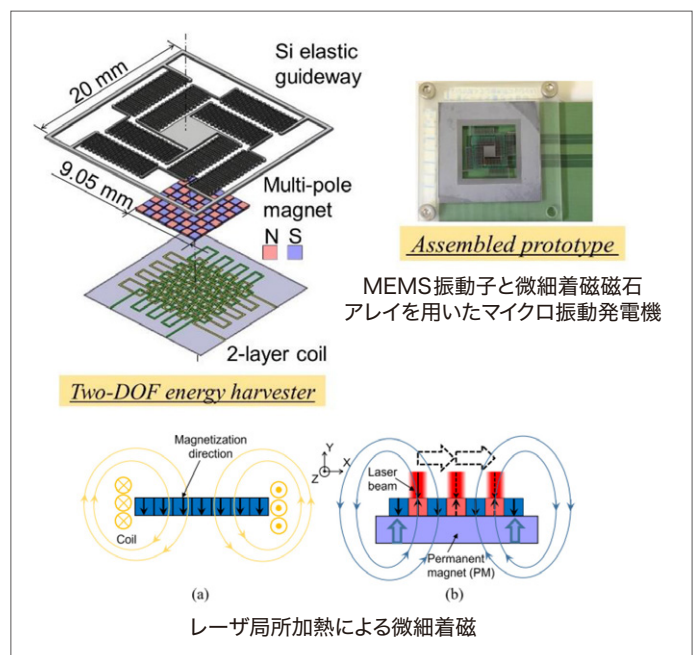 Si elastic
guideway
20 mm
9.05 mm
Multi-pole
magnet
N S
2-layer coil
Two-DOF energy harvester
Assembled prototype
MEMS振動子と微細着磁磁石
アレイを用いたマイクロ振動発電機
Magnetization
direction
Coil
(a)
Y
Z
X
Laser
beam
Permanent
magnet (PM)
(b)
レーザ局所加熱による微細着磁